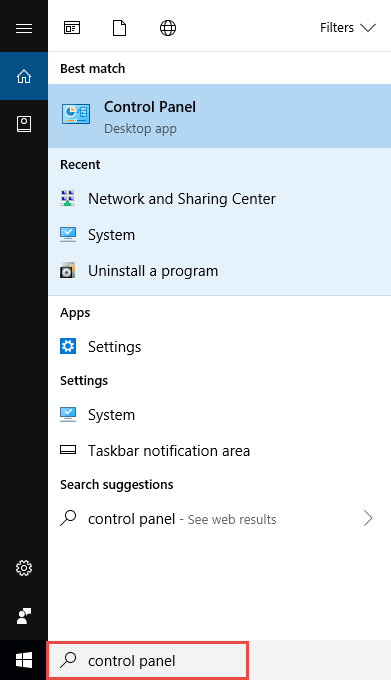 Filters
Best match
Control Panel
Desktop app
Recent
Network and Sharing Center
System
Uninstall a program
Apps
Settings
Settings
System
Taskbar notification area
Search suggestions
control panel - See web results
control panel